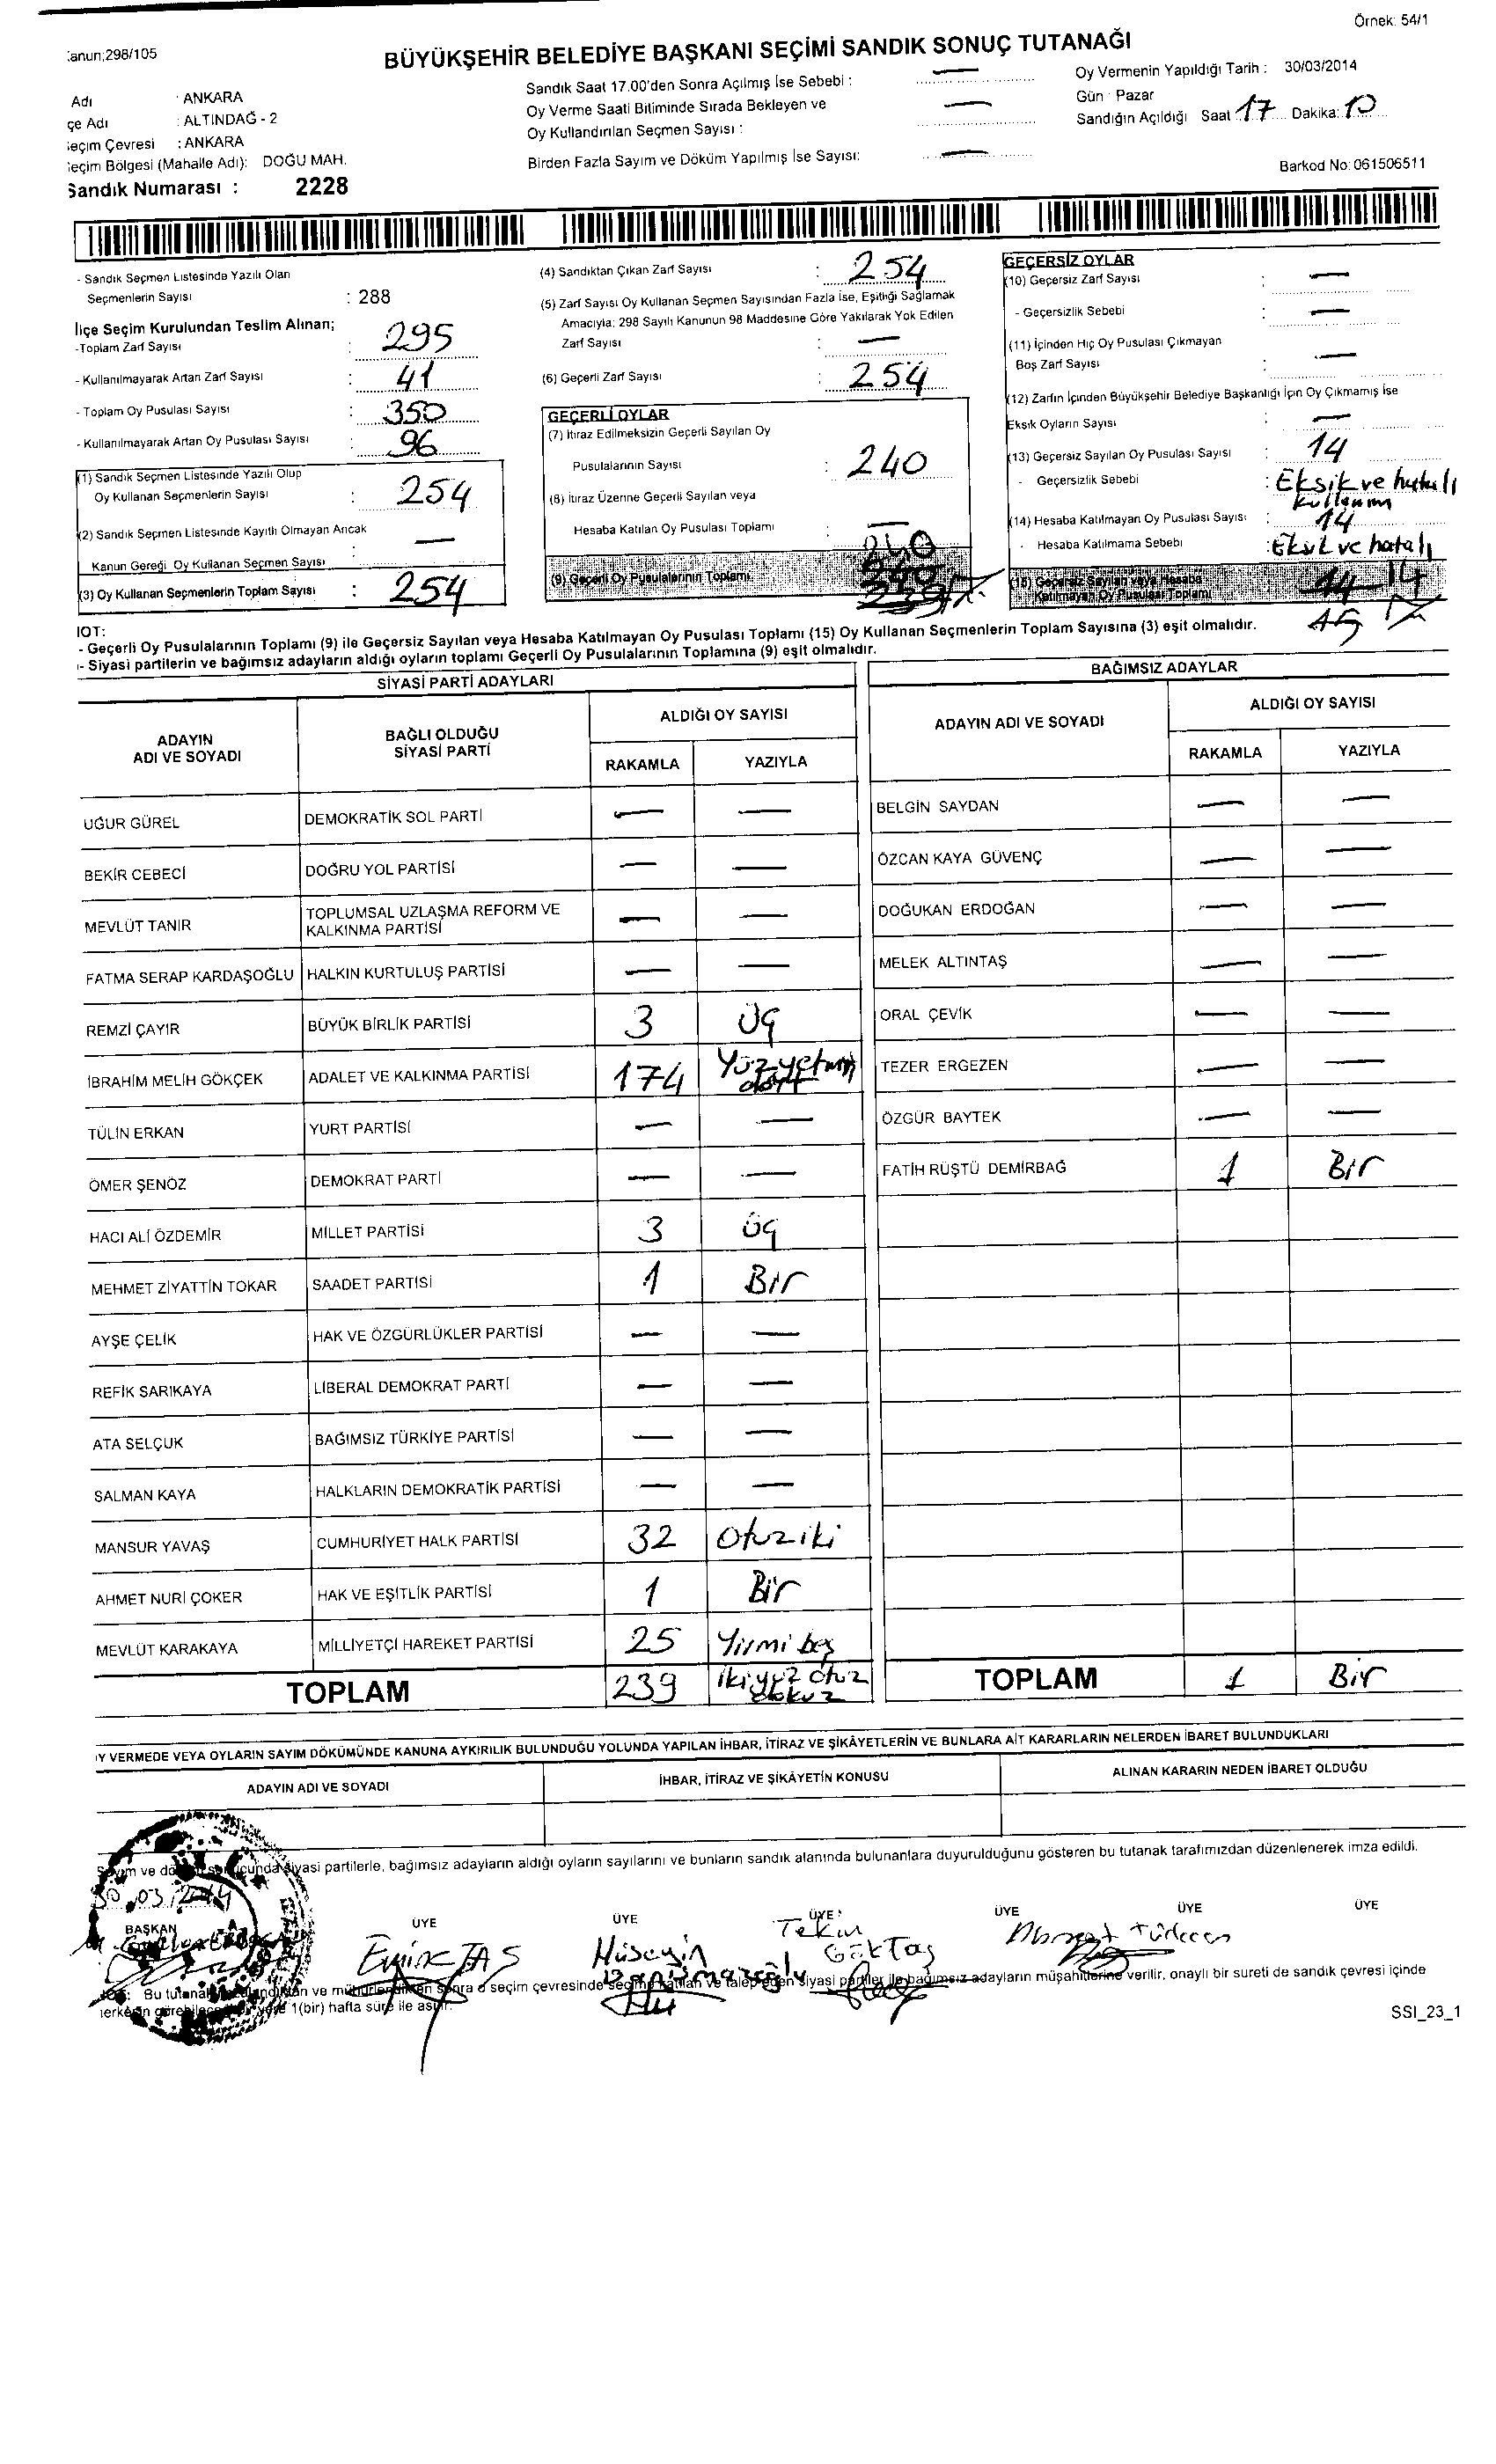 Örnek: 54/1
anun:298/105
BÜYÜKŞEHİR BELEDİYE BAŞKANI SEÇİMİ SANDIK SONUÇ TUTANAĞI
Adı : ANKARA
çe Adı : ALTINDAĞ - 2
eçim Çevresi : ANKARA
eçim Bölgesi (Mahalle Adı): DOĞU MAH.
Sandık Numarası : 2228
Sandık Saat 17.00'den Sonra Açılmış İse Sebebi : —
Oy Verme Saati Bitiminde Sırada Bekleyen ve
Oy Kullandırılan Seçmen Sayısı : —
Birden Fazla Sayım ve Döküm Yapılmış İse Sayısı: —
Oy Vermenin Yapıldığı Tarih : 30/03/2014
Gün : Pazar
Sandığın Açıldığı Saat 17 Dakika: 10
Barkod No: 061506511
- Sandık Seçmen Listesinde Yazılı Olan
Seçmenlerin Sayısı : 288
İlçe Seçim Kurulundan Teslim Alınan;
-Toplam Zarf Sayısı : 295
- Kullanılmayarak Artan Zarf Sayısı : 41
- Toplam Oy Pusulası Sayısı : 350
- Kullanılmayarak Artan Oy Pusulası Sayısı : 96
(1) Sandık Seçmen Listesinde Yazılı Olup
Oy Kullanan Seçmenlerin Sayısı : 254
(2) Sandık Seçmen Listesinde Kayıtlı Olmayan Ancak
Kanun Gereği Oy Kullanan Seçmen Sayısı : —
(3) Oy Kullanan Seçmenlerin Toplam Sayısı : 254
(4) Sandıktan Çıkan Zarf Sayısı : 254
(5) Zarf Sayısı Oy Kullanan Seçmen Sayısından Fazla İse, Eşitliği Sağlamak
Amacıyla; 298 Sayılı Kanunun 98 Maddesine Göre Yakılarak Yok Edilen
Zarf Sayısı : —
(6) Geçerli Zarf Sayısı : 254
GEÇERLİ OYLAR
(7) İtiraz Edilmeksizin Geçerli Sayılan Oy
Pusulalarının Sayısı : 240
(8) İtiraz Üzerine Geçerli Sayılan veya
Hesaba Katılan Oy Pusulası Toplamı : —
(9) Geçerli Oy Pusulalarının Toplamı 240
GEÇERSİZ OYLAR
(10) Geçersiz Zarf Sayısı : —
- Geçersizlik Sebebi : —
(11) İçinden Hiç Oy Pusulası Çıkmayan
Boş Zarf Sayısı : —
(12) Zarfın İçinden Büyükşehir Belediye Başkanlığı İçin Oy Çıkmamış İse
Eksik Oyların Sayısı : —
(13) Geçersiz Sayılan Oy Pusulası Sayısı : 14
- Geçersizlik Sebebi : Eksik ve hatalı
kullanım
(14) Hesaba Katılmayan Oy Pusulası Sayısı : 14
- Hesaba Katılmama Sebebi : Eksik ve hatalı
(15) Geçersiz Sayılan veya Hesaba
Katılmayan Oy Pusulası Toplamı 14
15
IOT:
- Geçerli Oy Pusulalarının Toplamı (9) ile Geçersiz Sayılan veya Hesaba Katılmayan Oy Pusulası Toplamı (15) Oy Kullanan Seçmenlerin Toplam Sayısına (3) eşit olmalıdır.
- Siyasi partilerin ve bağımsız adayların aldığı oyların toplamı Geçerli Oy Pusulalarının Toplamına (9) eşit olmalıdır.
SİYASİ PARTİ ADAYLARI
ADAYIN ADI VE SOYADI
BAĞLI OLDUĞU SİYASİ PARTİ
ALDIĞI OY SAYISI
RAKAMLA YAZIYLA
UĞUR GÜREL DEMOKRATİK SOL PARTİ — —
BEKİR CEBECİ DOĞRU YOL PARTİSİ — —
MEVLÜT TANIR TOPLUMSAL UZLAŞMA REFORM VE KALKINMA PARTİSİ — —
FATMA SERAP KARDAŞOĞLU HALKIN KURTULUŞ PARTİSİ — —
REMZİ ÇAYIR BÜYÜK BİRLİK PARTİSİ 3 Üç
İBRAHİM MELİH GÖKÇEK ADALET VE KALKINMA PARTİSİ 174 Yüzyetmiş dört
TÜLİN ERKAN YURT PARTİSİ — —
ÖMER ŞENÖZ DEMOKRAT PARTİ — —
HACI ALİ ÖZDEMİR MİLLET PARTİSİ 3 Üç
MEHMET ZİYATTİN TOKAR SAADET PARTİSİ 1 Bir
AYŞE ÇELİK HAK VE ÖZGÜRLÜKLER PARTİSİ — —
REFİK SARIKAYA LİBERAL DEMOKRAT PARTİ — —
ATA SELÇUK BAĞIMSIZ TÜRKİYE PARTİSİ — —
SALMAN KAYA HALKLARIN DEMOKRATİK PARTİSİ — —
MANSUR YAVAŞ CUMHURİYET HALK PARTİSİ 32 Otuziki
AHMET NURİ ÇOKER HAK VE EŞİTLİK PARTİSİ 1 Bir
MEVLÜT KARAKAYA MİLLİYETÇİ HAREKET PARTİSİ 25 Yirmi beş
TOPLAM 239 İkiyüz otuz dokuz
BAĞIMSIZ ADAYLAR
ADAYIN ADI VE SOYADI
ALDIĞI OY SAYISI
RAKAMLA YAZIYLA
BELGİN SAYDAN — —
ÖZCAN KAYA GÜVENÇ — —
DOĞUKAN ERDOĞAN — —
MELEK ALTINTAŞ — —
ORAL ÇEVİK — —
TEZER ERGEZEN — —
ÖZGÜR BAYTEK — —
FATİH RÜŞTÜ DEMİRBAĞ 1 Bir
TOPLAM 1 Bir
Y VERMEDE VEYA OYLARIN SAYIM DÖKÜMÜNDE KANUNA AYKIRILIK BULUNDUĞU YOLUNDA YAPILAN İHBAR, İTİRAZ VE ŞİKÂYETLERİN VE BUNLARA AİT KARARLARIN NELERDEN İBARET BULUNDUKLARI
ADAYIN ADI VE SOYADI
İHBAR, İTİRAZ VE ŞİKÂYETİN KONUSU
ALINAN KARARIN NEDEN İBARET OLDUĞU
Sayım ve döküm sonucunda siyasi partilerle, bağımsız adayların aldığı oyların sayılarını ve bunların sandık alanında bulunanlara duyurulduğunu gösteren bu tutanak tarafımızdan düzenlenerek imza edildi.
30.03/2014
BAŞKAN ÜYE ÜYE ÜYE ÜYE ÜYE ÜYE
Emine TAŞ
Hüseyin
Tekin Göktaş
Ahmet
Bu tutanak ve mühürlendikten sonra o seçim çevresinde seçime katılan ve talep eden siyasi partiler ile bağımsız adayların müşahitlerine verilir, onaylı bir sureti de sandık çevresi içinde
erkesin görebileceği yere 1(bir) hafta süre ile asılır.
SSI_23_1